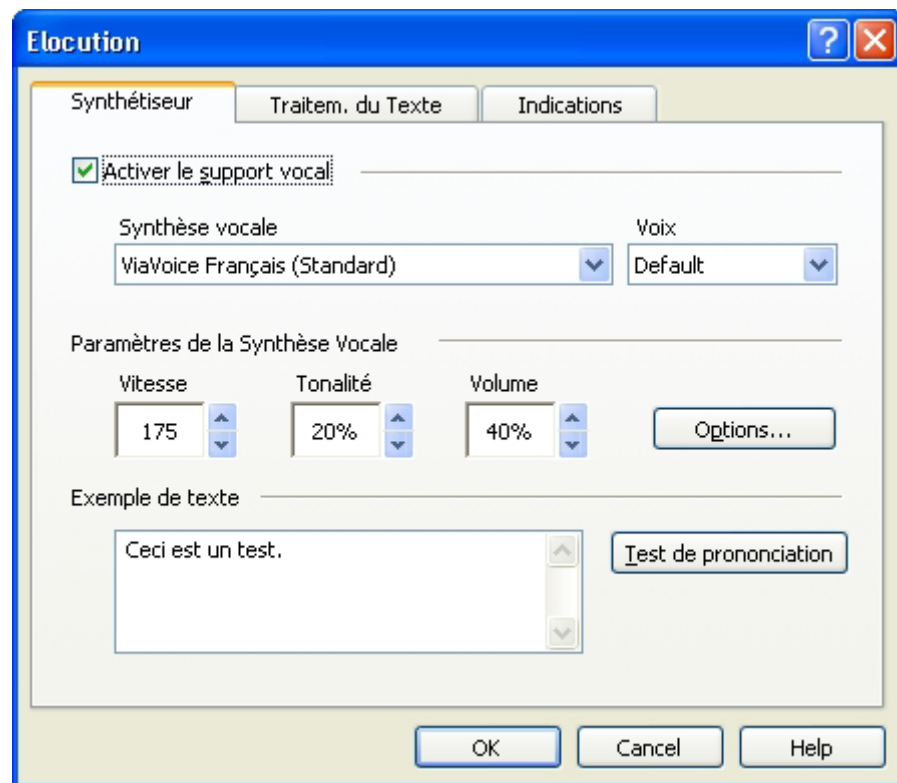 Elocution
Synthétiseur Traitem. du Texte Indications
Activer le support vocal
Synthèse vocale Voix
ViaVoice Français (Standard) Default
Paramètres de la Synthèse Vocale
Vitesse Tonalité Volume
175 20% 40% Options...
Exemple de texte
Ceci est un test. Test de prononciation
OK Cancel Help